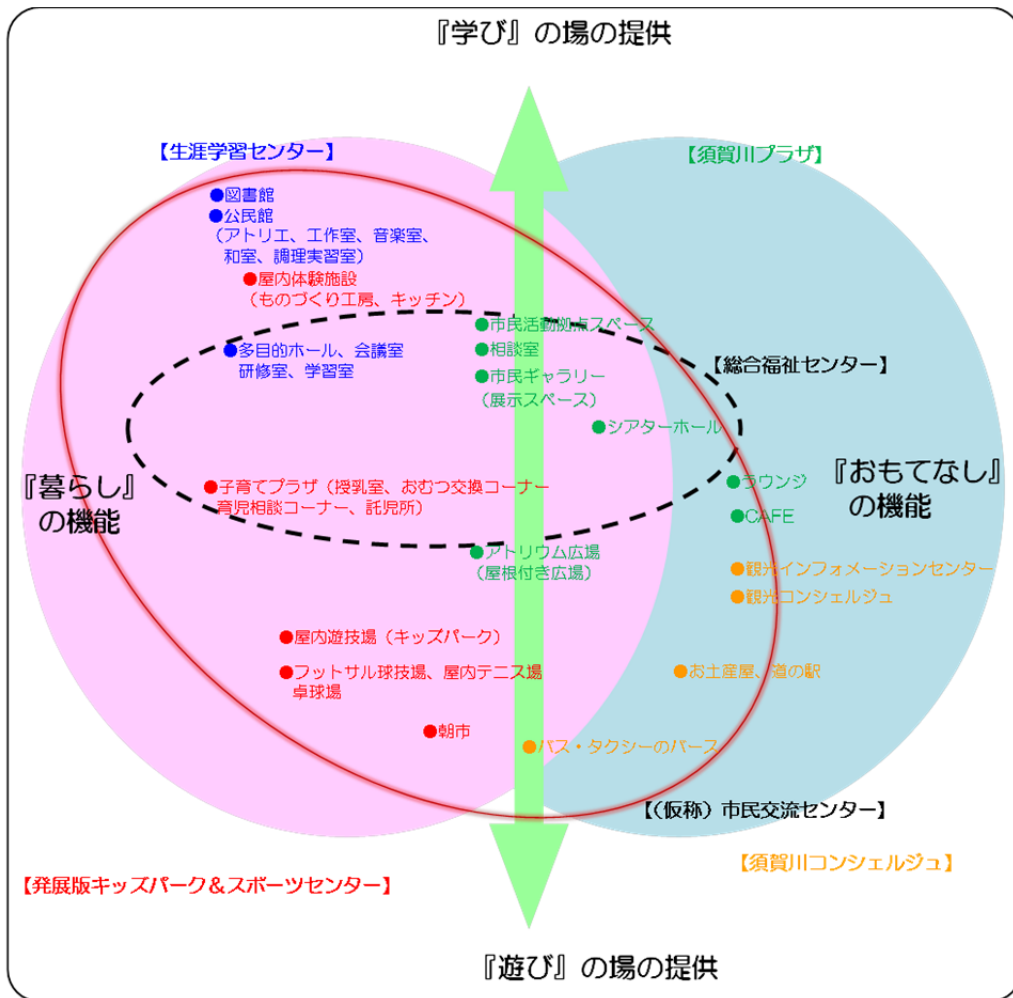 『学び』の場の提供
【生涯学習センター】
【須賀川プラザ】
●図書館
●公民館
（アトリエ、工作室、音楽室、
和室、調理実習室）
●屋内体験施設
（ものづくり工房、キッチン）
●市民活動拠点スペース
●多目的ホール、会議室
研修室、学習室
●相談室
●市民ギャラリー
（展示スペース）
【総合福祉センター】
●シアターホール
『暮らし』
の機能
●子育てプラザ（授乳室、おむつ交換コーナー
育児相談コーナー、託児所）
●ラウンジ
●CAFE
『おもてなし』
の機能
●アトリウム広場
（屋根付き広場）
●観光インフォメーションセンター
●観光コンシェルジュ
●屋内遊技場（キッズパーク）
●フットサル球技場、屋内テニス場
卓球場
●お土産屋、道の駅
●朝市
●バス・タクシーのバース
【（仮称）市民交流センター】
【須賀川コンシェルジュ】
【発展版キッズパーク＆スポーツセンター】
『遊び』の場の提供